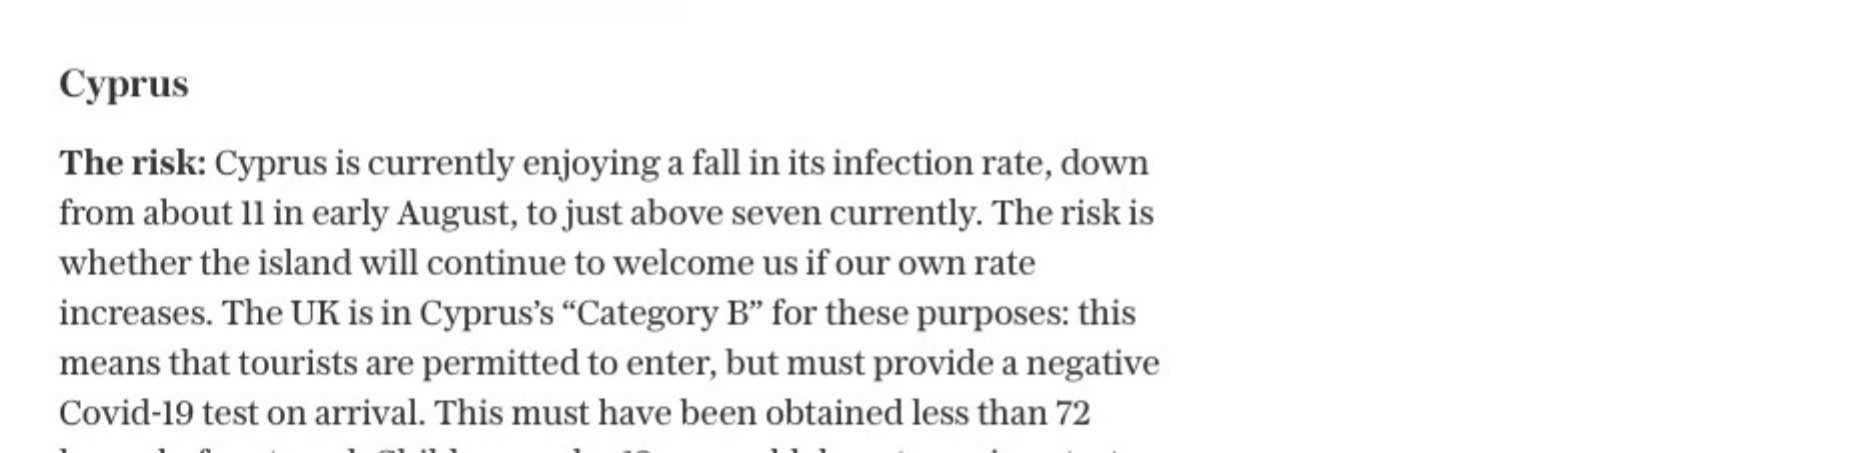 Cyprus
The risk: Cyprus is currently enjoying a fall in its infection rate, down
from about 11 in early August, to just above seven currently. The risk is
whether the island will continue to welcome us if our own rate
increases. The UK is in Cyprus’s “Category B” for these purposes: this
means that tourists are permitted to enter, but must provide a negative
Covid-19 test on arrival. This must have been obtained less than 72